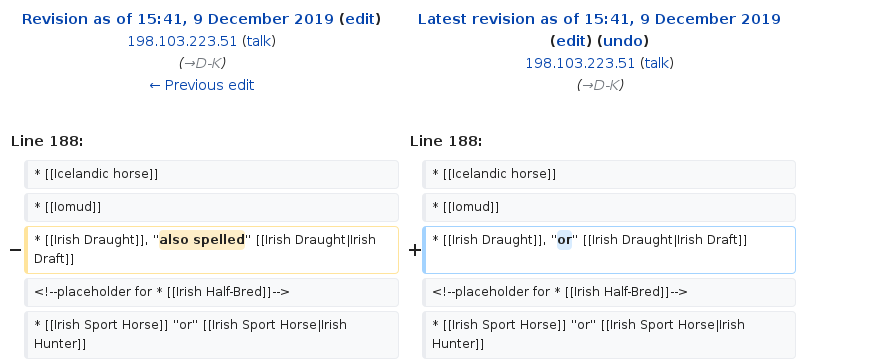 Revision as of 15:41, 9 December 2019 (edit)
198.103.223.51 (talk)
(→D-K)
← Previous edit
Latest revision as of 15:41, 9 December 2019
(edit) (undo)
198.103.223.51 (talk)
(→D-K)
Line 188:
Line 188:
* [[Icelandic horse]]
* [[Icelandic horse]]
* [[Iomud]]
* [[Iomud]]
− * [[Irish Draught]], ''also spelled'' [[Irish Draught|Irish
Draft]]
+ * [[Irish Draught]], ''or'' [[Irish Draught|Irish Draft]]
<!--placeholder for * [[Irish Half-Bred]]-->
<!--placeholder for * [[Irish Half-Bred]]-->
* [[Irish Sport Horse]] ''or'' [[Irish Sport Horse|Irish
Hunter]]
* [[Irish Sport Horse]] ''or'' [[Irish Sport Horse|Irish
Hunter]]